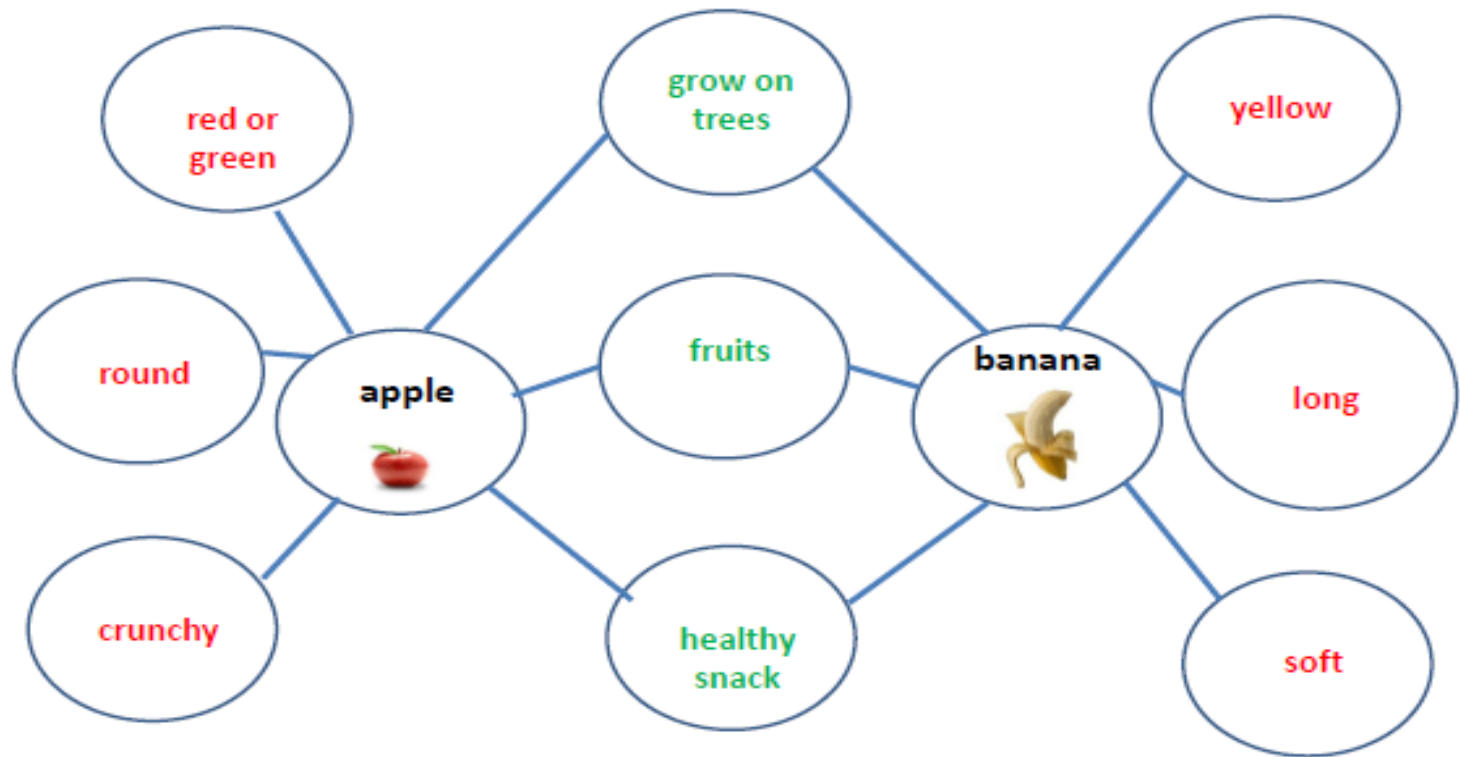 red or
green
grow on
trees
yellow
round
apple
fruits
banana
long
crunchy
healthy
snack
soft